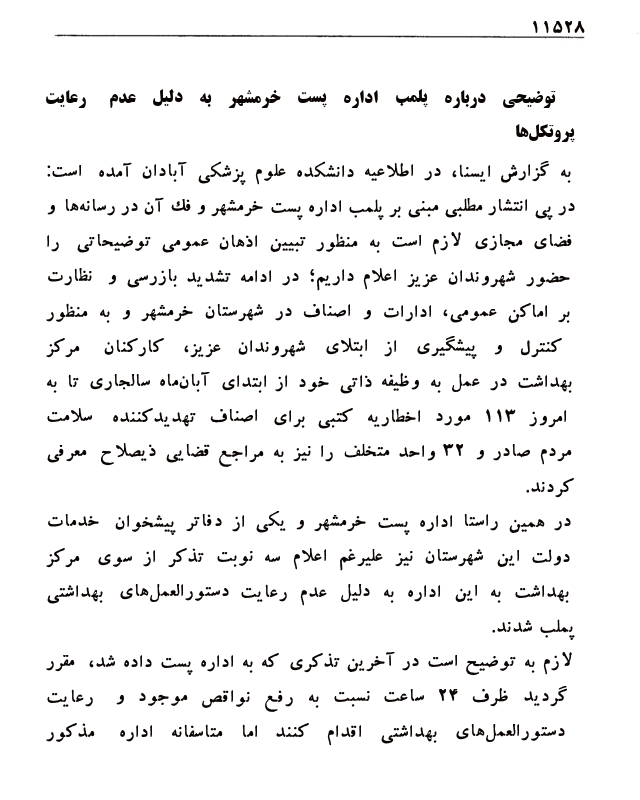 ۱۱۵۲۸
توضیحی درباره پلمب اداره پست خرمشهر به دلیل عدم رعایت
پروتکل‌ها
به گزارش ایسنا، در اطلاعیه دانشکده علوم پزشکی آبادان آمده است:
در پی انتشار مطلبی مبنی بر پلمب اداره پست خرمشهر و فك آن در رسانه‌ها و
فضای مجازی لازم است به منظور تبیین اذهان عمومی توضیحاتی را
حضور شهروندان عزیز اعلام داریم؛ در ادامه تشدید بازرسی و نظارت
بر اماکن عمومی، ادارات و اصناف در شهرستان خرمشهر و به منظور
کنترل و پیشگیری از ابتلای شهروندان عزیز، کارکنان مرکز
بهداشت در عمل به وظیفه ذاتی خود از ابتدای آبان‌ماه سالجاری تا به
امروز ۱۱۳ مورد اخطاریه کتبی برای اصناف تهدیدکننده سلامت
مردم صادر و ۳۲ واحد متخلف را نیز به مراجع قضایی ذیصلاح معرفی
کردند.
در همین راستا اداره پست خرمشهر و یکی از دفاتر پیشخوان خدمات
دولت این شهرستان نیز علیرغم اعلام سه نوبت تذکر از سوی مرکز
بهداشت به این اداره به دلیل عدم رعایت دستورالعمل‌های بهداشتی
پملب شدند.
لازم به توضیح است در آخرین تذکری که به اداره پست داده شد، مقرر
گردید ظرف ۲۴ ساعت نسبت به رفع نواقص موجود و رعایت
دستورالعمل‌های بهداشتی اقدام کنند اما متاسفانه اداره مذکور